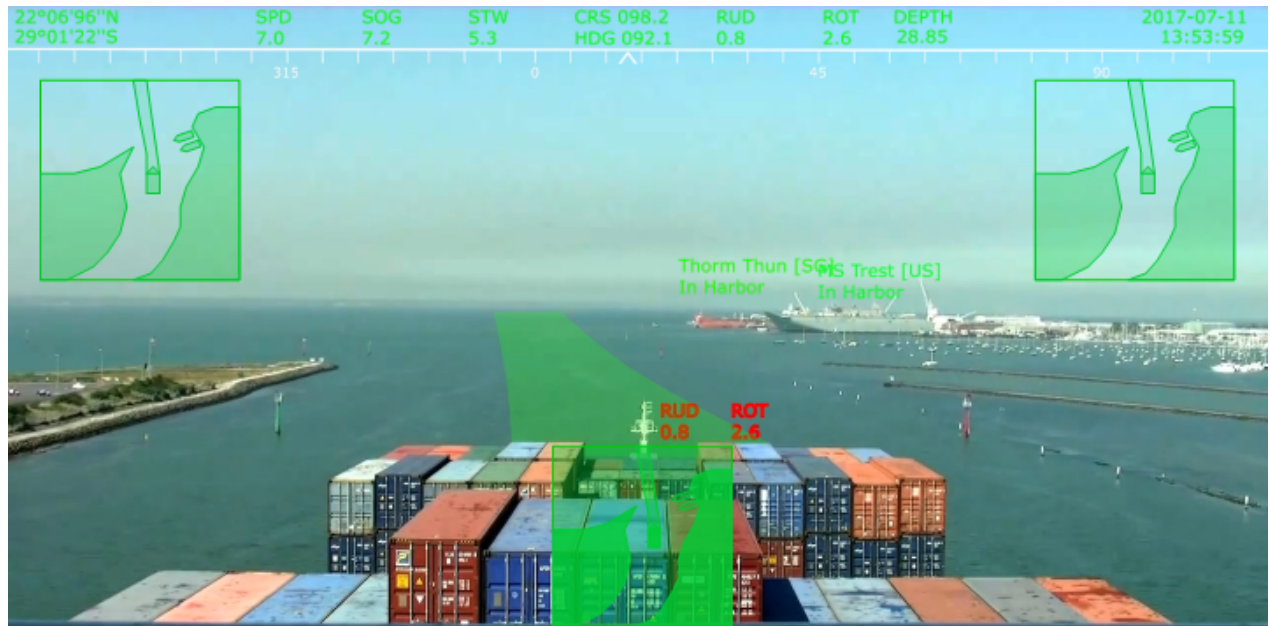 22°06'96''N SPD SOG STW CRS 098.2 RUD ROT DEPTH 2017-07-11
29°01'22''S 7.0 7.2 5.3 HDG 092.1 0.8 2.6 28.85 13:53:59
315 0 45 90
Thorm Thun [SG] MS Trest [US]
In Harbor In Harbor
RUD ROT
0.8 2.6